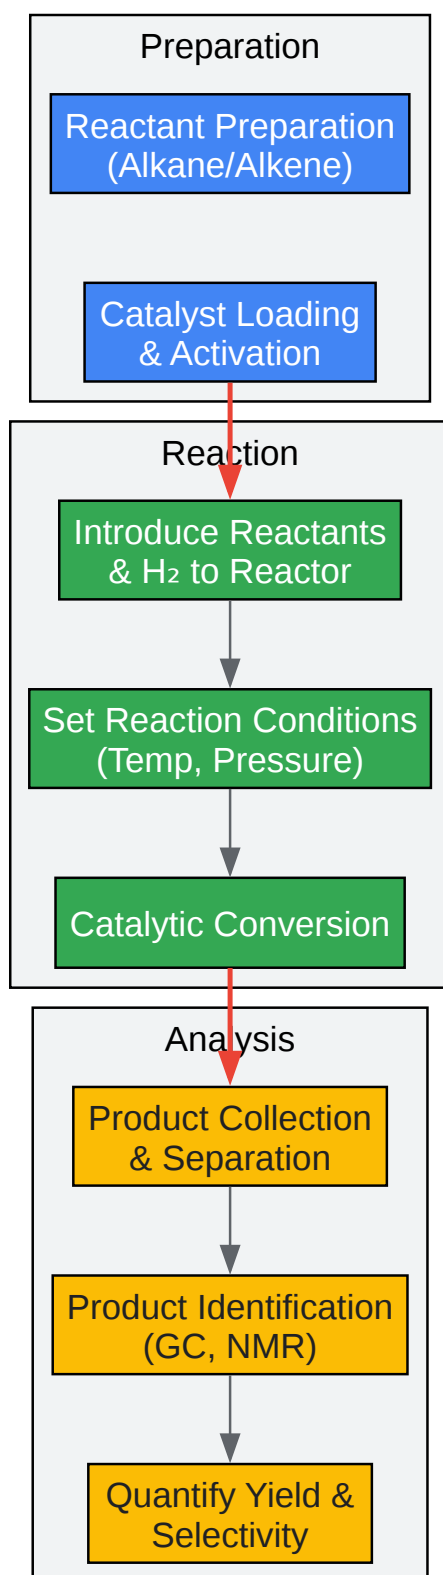 Preparation
Reactant Preparation
(Alkane/Alkene)
Catalyst Loading
& Activation
Reaction
Introduce Reactants
& H₂ to Reactor
Set Reaction Conditions
(Temp, Pressure)
Catalytic Conversion
Analysis
Product Collection
& Separation
Product Identification
(GC, NMR)
Quantify Yield &
Selectivity